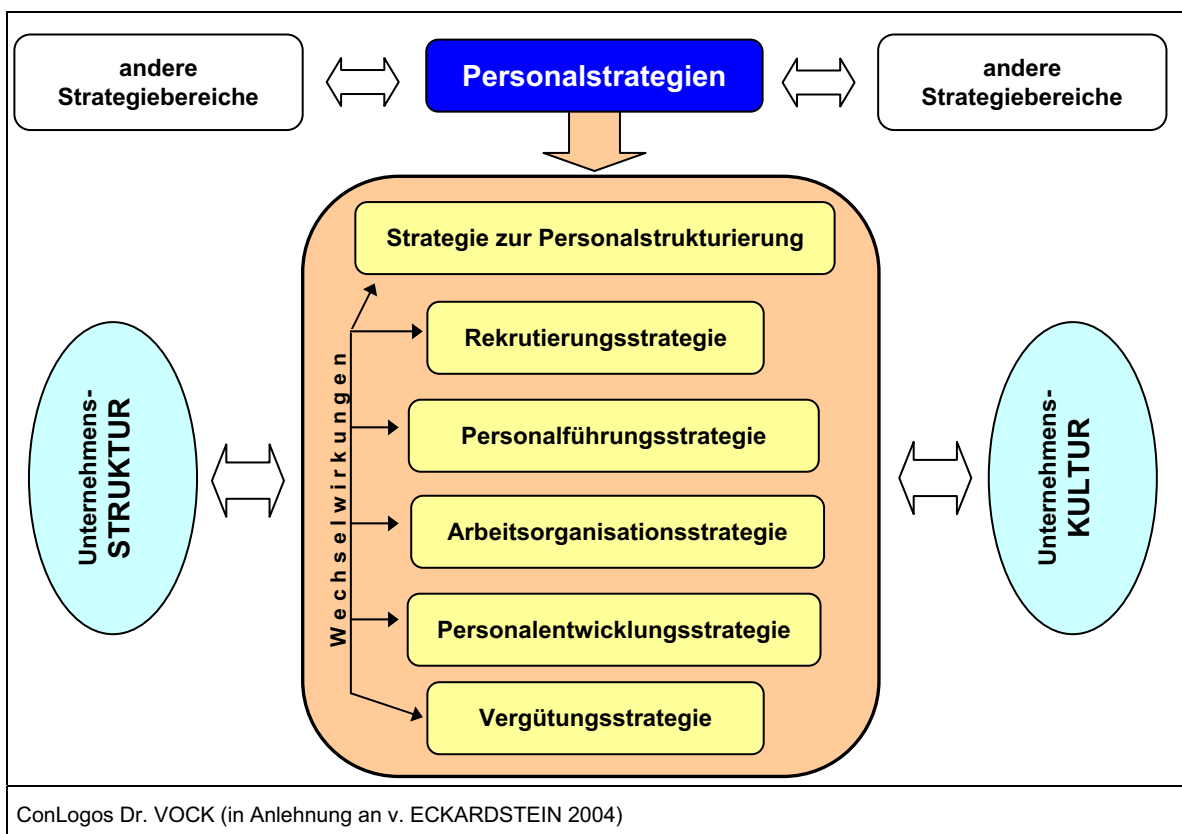 andere
Strategiebereiche
Personalstrategien
andere
Strategiebereiche
Strategie zur Personalstrukturierung
Rekrutierungsstrategie
Personalführungsstrategie
Arbeitsorganisationsstrategie
Personalentwicklungsstrategie
Vergütungsstrategie
Wechselwirkungen
Unternehmens-
STRUKTUR
Unternehmens-
KULTUR
ConLogos Dr. VOCK (in Anlehnung an v. ECKARDSTEIN 2004)